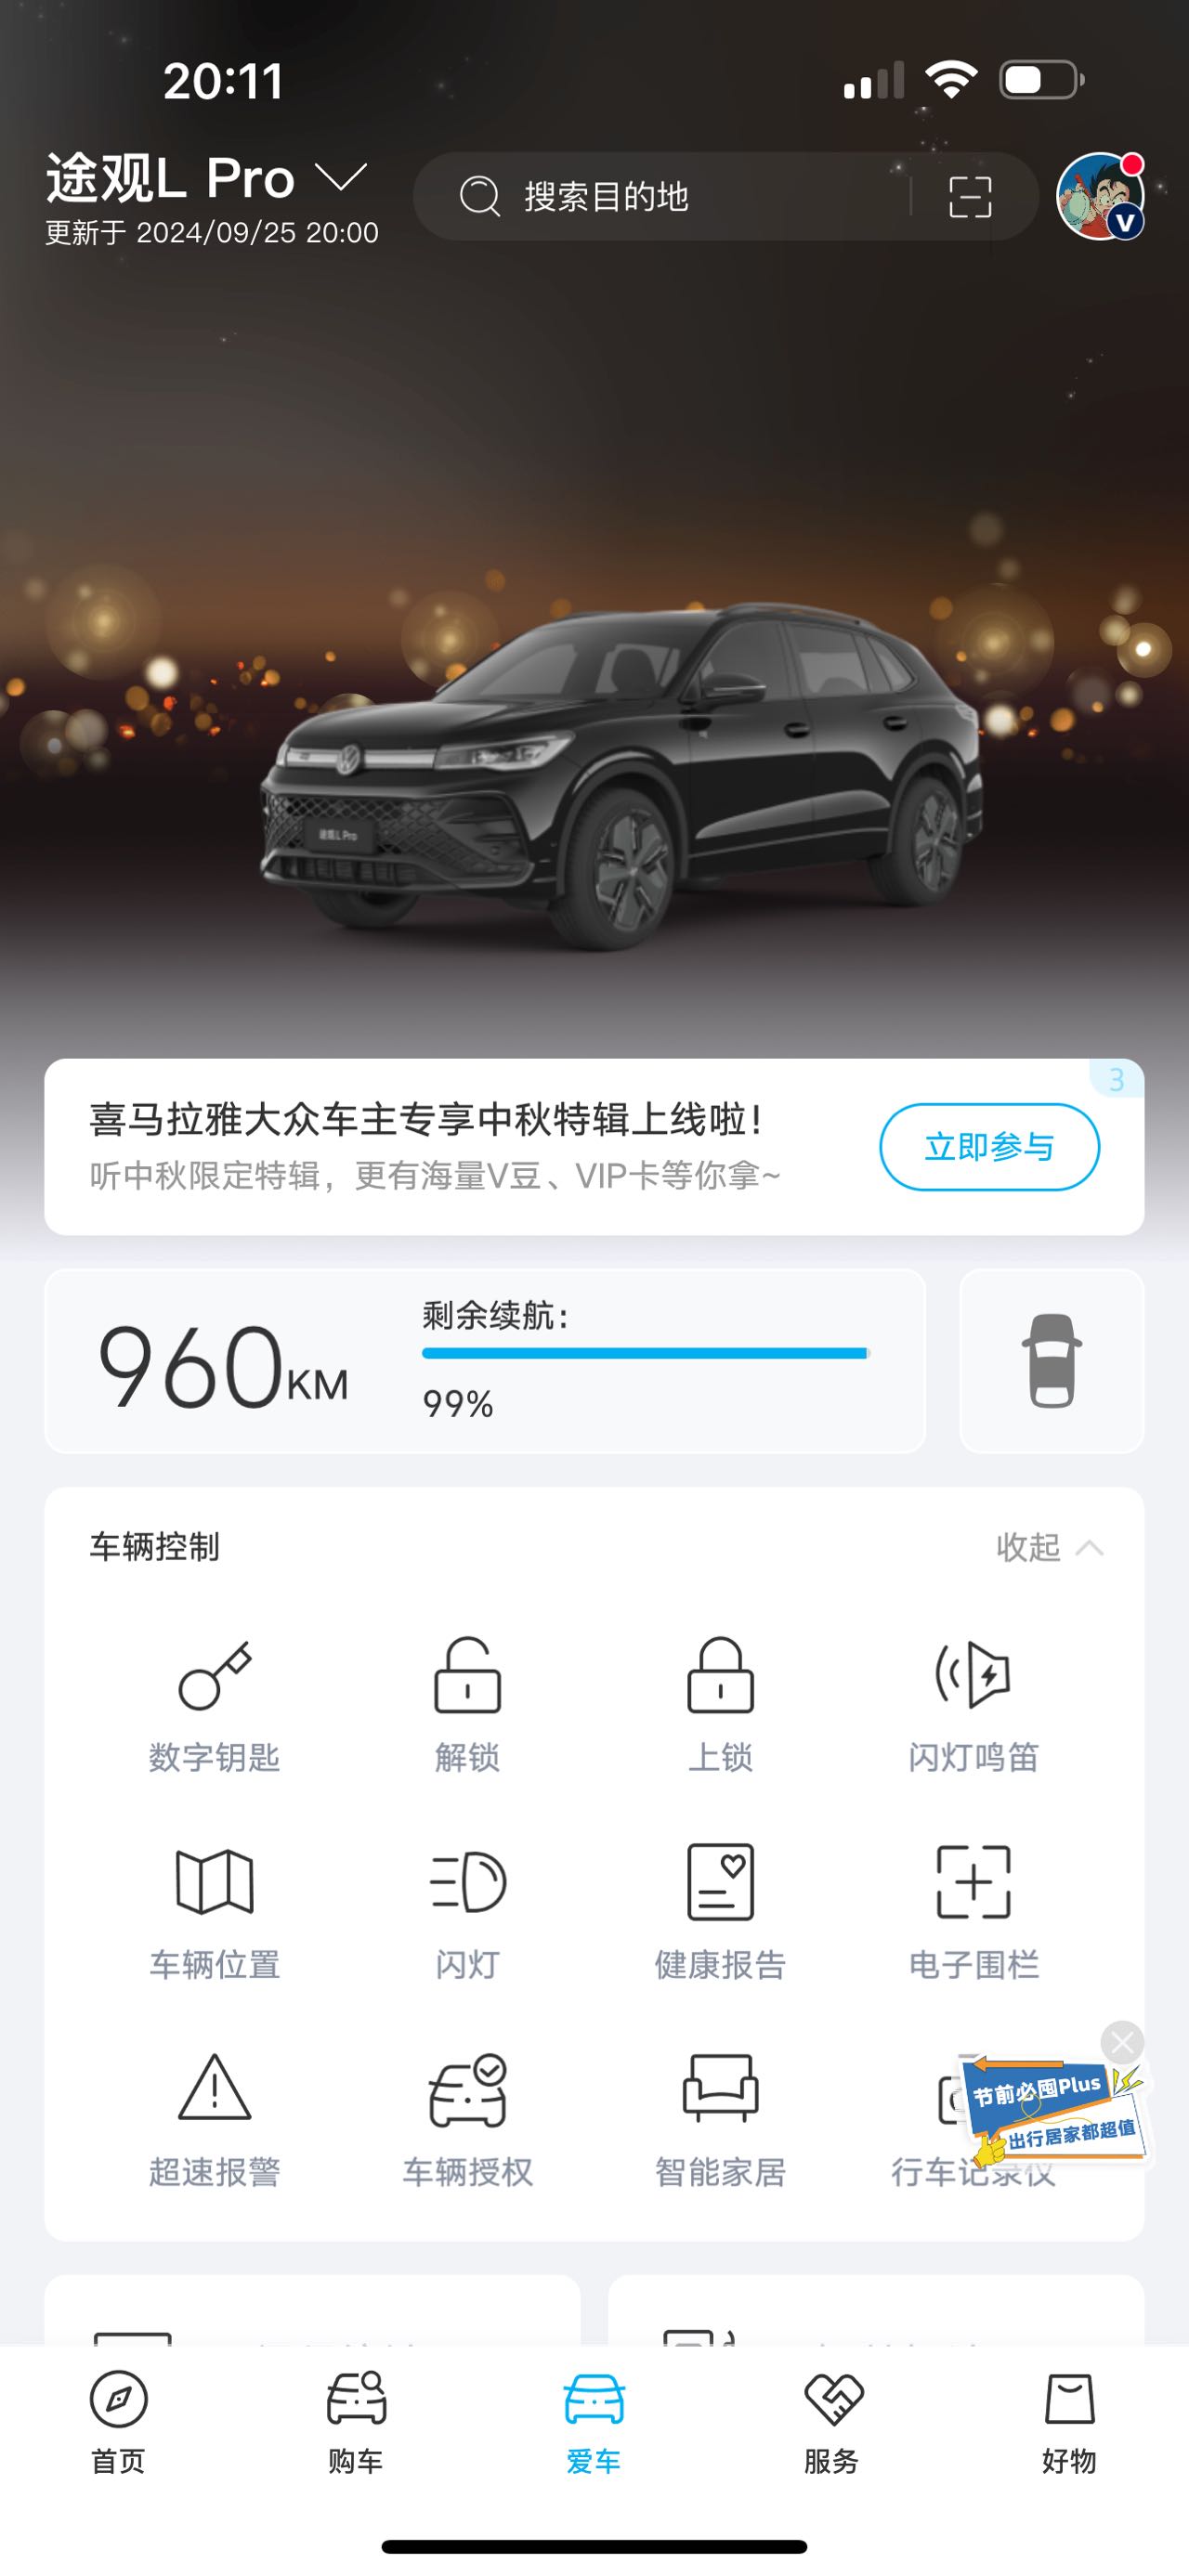 20:11
途观L Pro
搜索目的地
更新于 2024/09/25 20:00
V
途观L Pro
3
喜马拉雅大众车主专享中秋特辑上线啦！
听中秋限定特辑，更有海量V豆、VIP卡等你拿~
立即参与
960KM
剩余续航：
99%
车辆控制
收起
数字钥匙
解锁
上锁
闪灯鸣笛
车辆位置
闪灯
健康报告
电子围栏
节前必囤Plus
出行居家都超值
超速报警
车辆授权
智能家居
行车记录仪
首页
购车
爱车
服务
好物